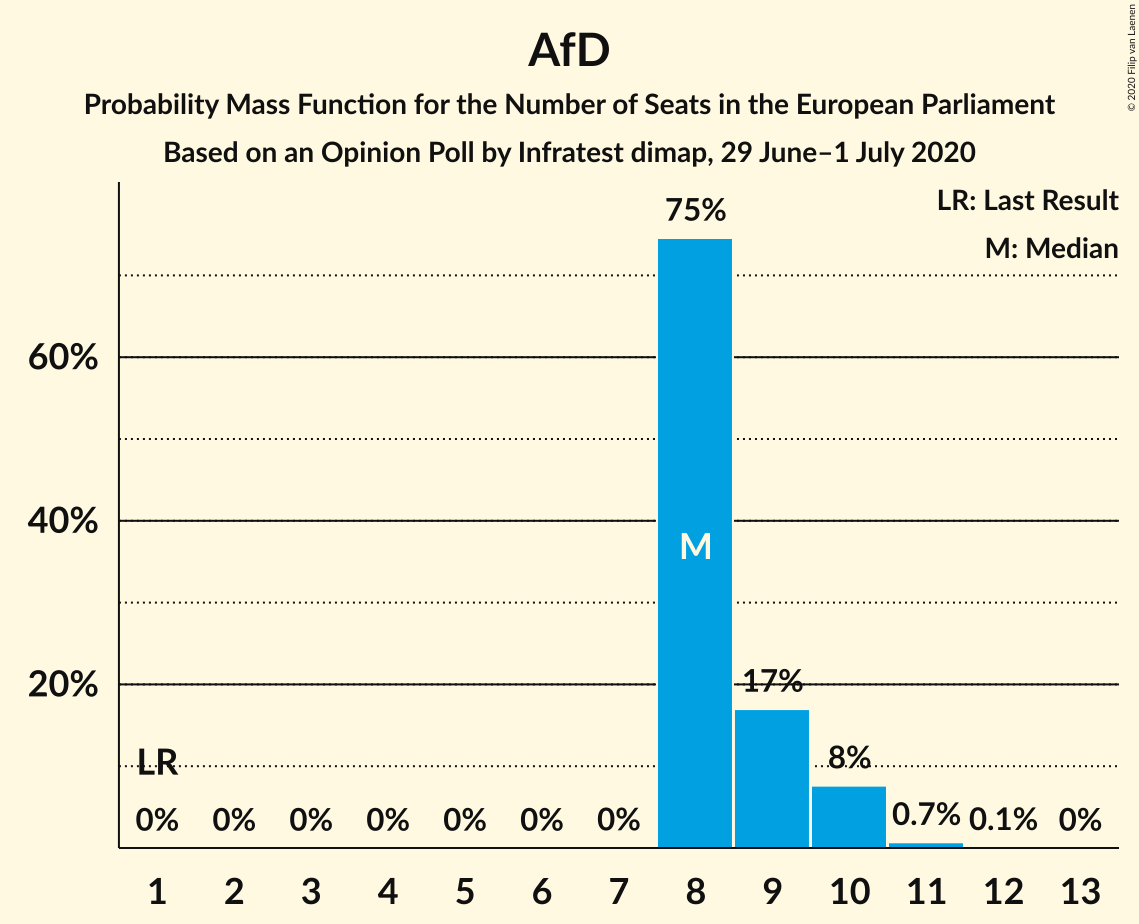 AfD
Probability Mass Function for the Number of Seats in the European Parliament
Based on an Opinion Poll by Infratest dimap, 29 June–1 July 2020
© 2020 Filip van Laenen
LR: Last Result
M: Median
75%
60%
40%
M
20%
17%
LR
8%
0% 0% 0% 0% 0% 0% 0% 0.7% 0.1% 0%
1 2 3 4 5 6 7 8 9 10 11 12 13